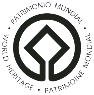 PATRIMONIO MUNDIAL
WORLD HERITAGE
PATRIMOINE MONDIAL